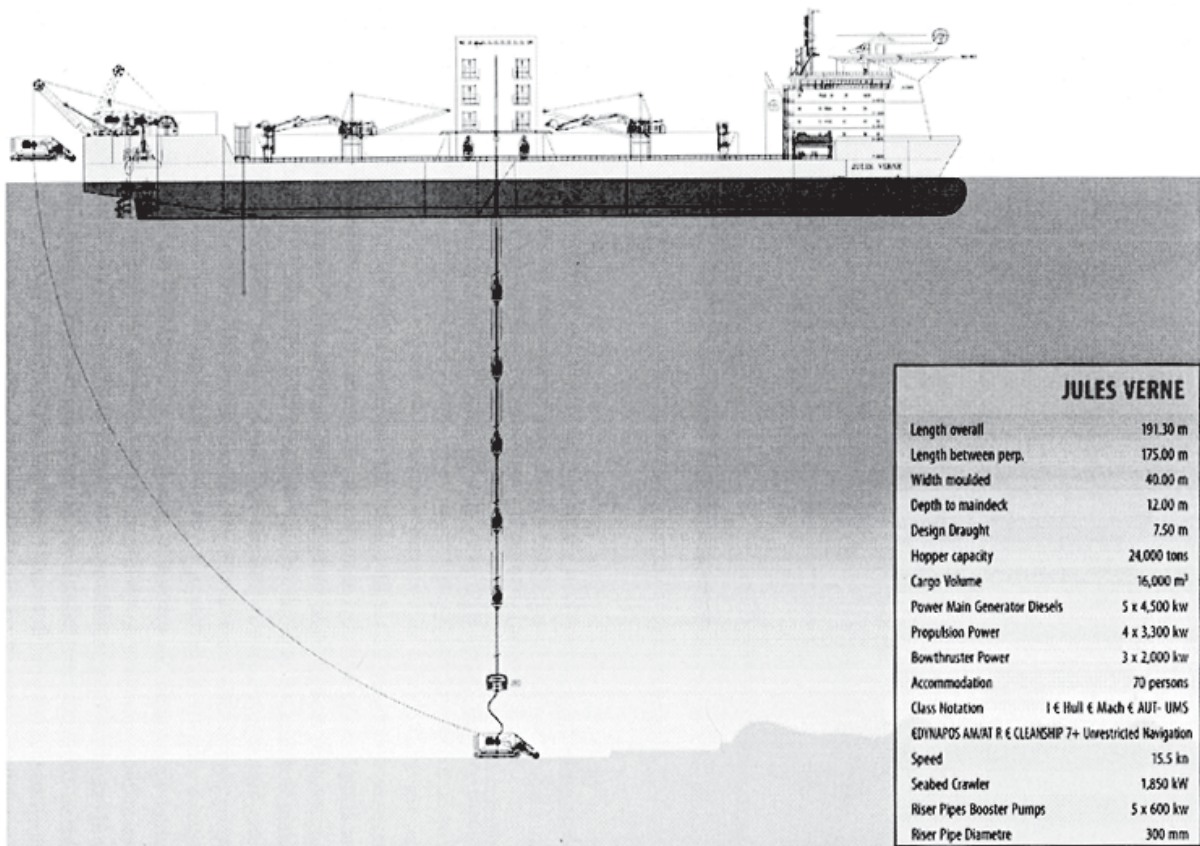 JULES VERNE
JULES VERNE
Length overall 191.30 m
Length between perp. 175.00 m
Width moulded 40.00 m
Depth to maindeck 12.00 m
Design Draught 7.50 m
Hopper capacity 24,000 tons
Cargo Volume 16,000 m³
Power Main Generator Diesels 5 x 4,500 kw
Propulsion Power 4 x 3,300 kw
Bowthruster Power 3 x 2,000 kw
Accommodation 70 persons
Class Notation I € Hull € Mach € AUT- UMS
€DYNAPOS AM/AT R € CLEANSHIP 7+ Unrestricted Navigation
Speed 15.5 kn
Seabed Crawler 1,850 kW
Riser Pipes Booster Pumps 5 x 600 kw
Riser Pipe Diametre 300 mm